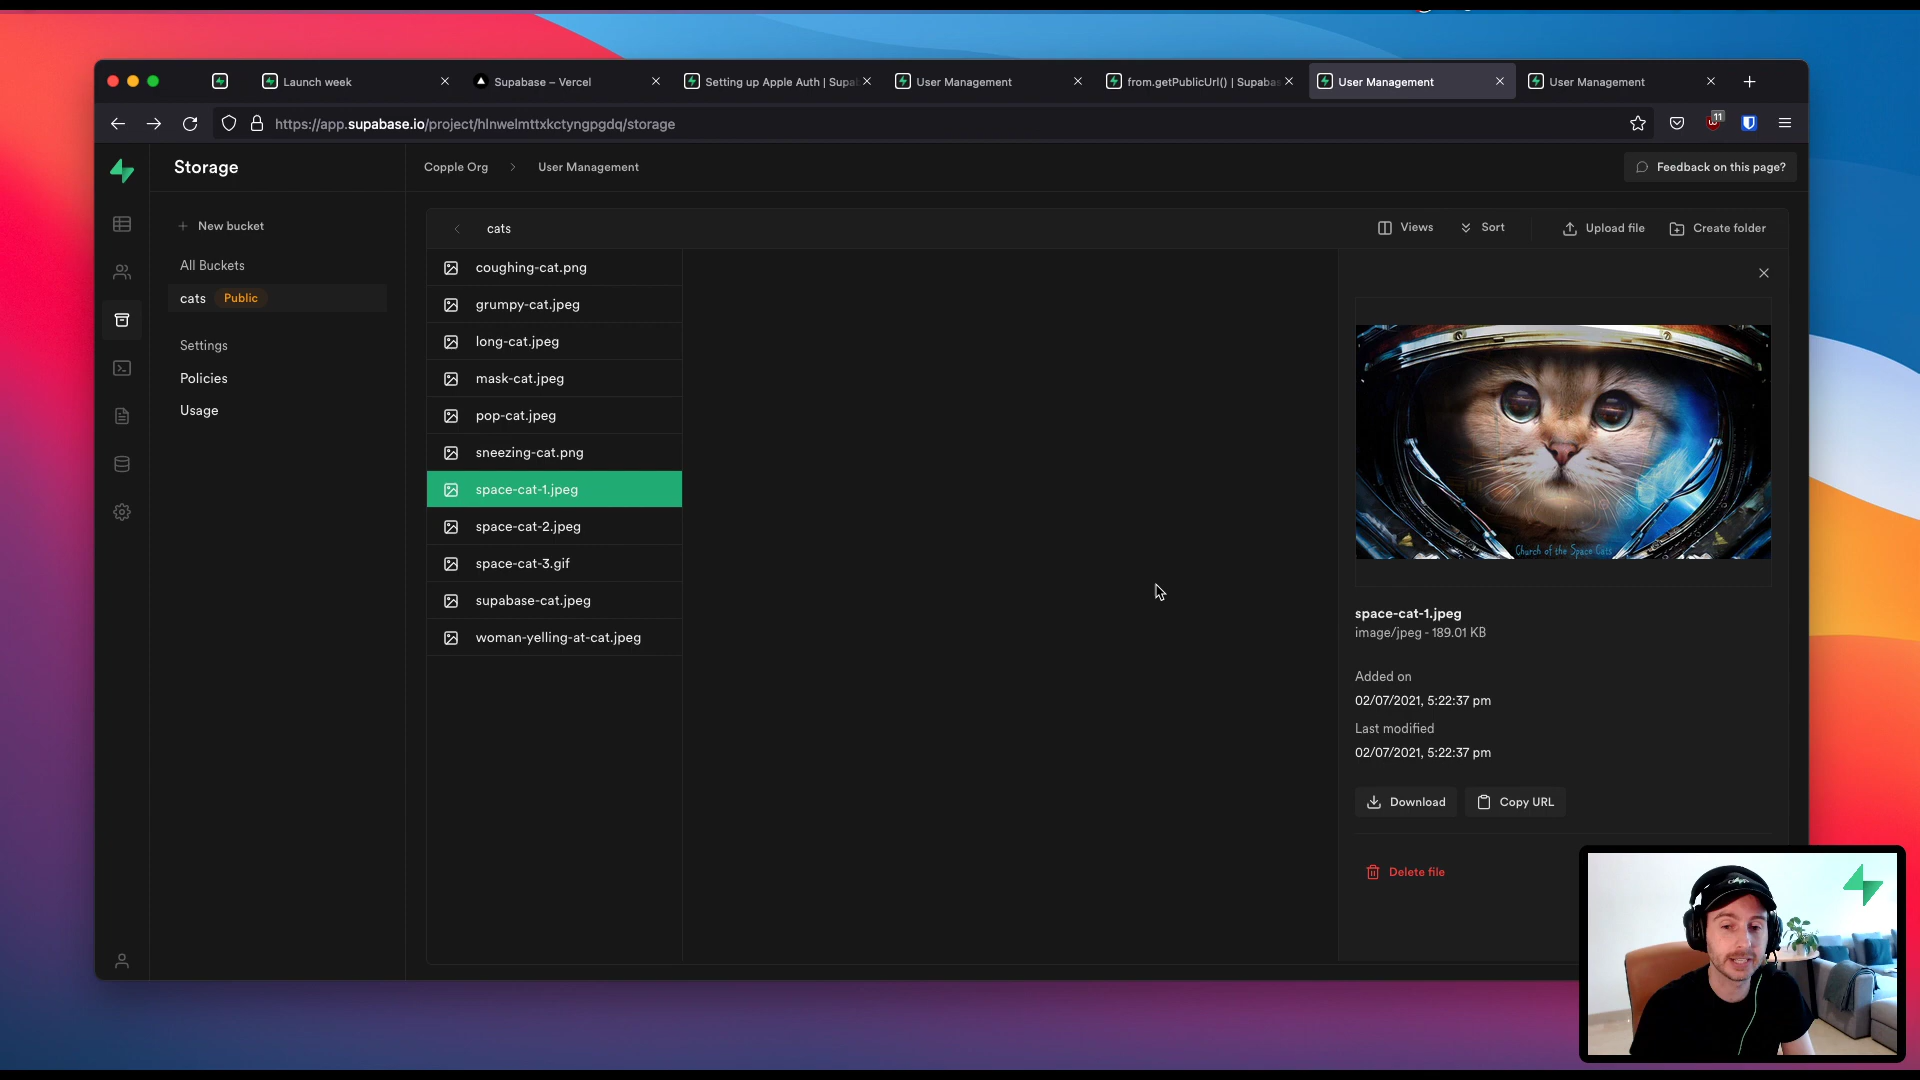 Launch week
Supabase – Vercel
Setting up Apple Auth | Supa
User Management
from.getPublicUrl() | Supabas
User Management
User Management
https://app.supabase.io/project/hlnwelmttxkctyngpgdq/storage
11
Storage
Copple Org > User Management
Feedback on this page?
New bucket
All Buckets
cats Public
Settings
Policies
Usage
cats
Views
Sort
Upload file
Create folder
coughing-cat.png
grumpy-cat.jpeg
long-cat.jpeg
mask-cat.jpeg
pop-cat.jpeg
sneezing-cat.png
space-cat-1.jpeg
space-cat-2.jpeg
space-cat-3.gif
supabase-cat.jpeg
woman-yelling-at-cat.jpeg
Church of the Space Cats
space-cat-1.jpeg
image/jpeg - 189.01 KB
Added on
02/07/2021, 5:22:37 pm
Last modified
02/07/2021, 5:22:37 pm
Download
Copy URL
Delete file